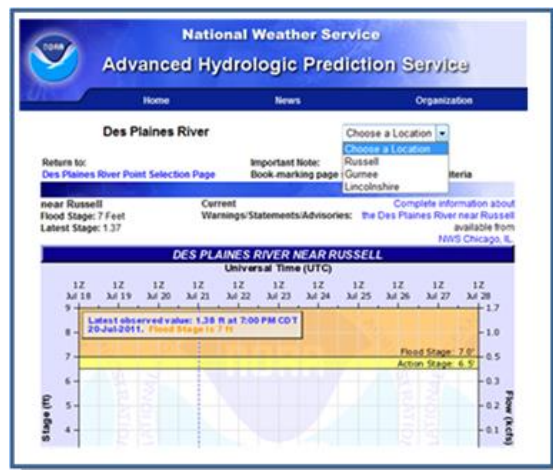 NOAA
National Weather Service
Advanced Hydrologic Prediction Service
Home News Organization
Des Plaines River
Choose a Location
Choose a Location
Russell
Gurnee
Lincolnshire
Return to:
Des Plaines River Point Selection Page
Important Note:
Book-marking page
iteria
near Russell
Flood Stage: 7 Feet
Latest Stage: 1.37
Current
Warnings/Statements/Advisories:
Complete information about
the Des Plaines River near Russell
available from
NWS Chicago, IL.
DES PLAINES RIVER NEAR RUSSELL
Universal Time (UTC)
1Z 1Z 1Z 1Z 1Z 1Z 1Z 1Z 1Z 1Z 1Z
Jul 18 Jul 19 Jul 20 Jul 21 Jul 22 Jul 23 Jul 24 Jul 25 Jul 26 Jul 27 Jul 28
Latest observed value: 1.38 ft at 7:00 PM CDT
20-Jul-2011. Flood Stage is 7 ft
Flood Stage: 7.0'
Action Stage: 6.5'
9
8
7
6
5
4
Stage (ft)
1.7
1.0
0.5
0.3
0.1
Flow (kcfs)